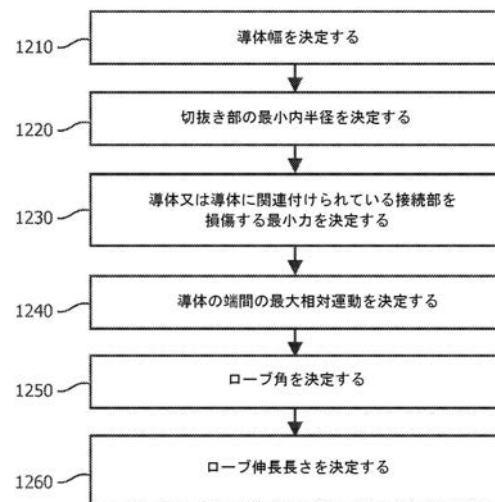 1210
導体幅を決定する
1220
切抜き部の最小内半径を決定する
1230
導体又は導体に関連付けられている接続部を
損傷する最小力を決定する
1240
導体の端間の最大相対運動を決定する
1250
ローブ角を決定する
1260
ローブ伸長長さを決定する